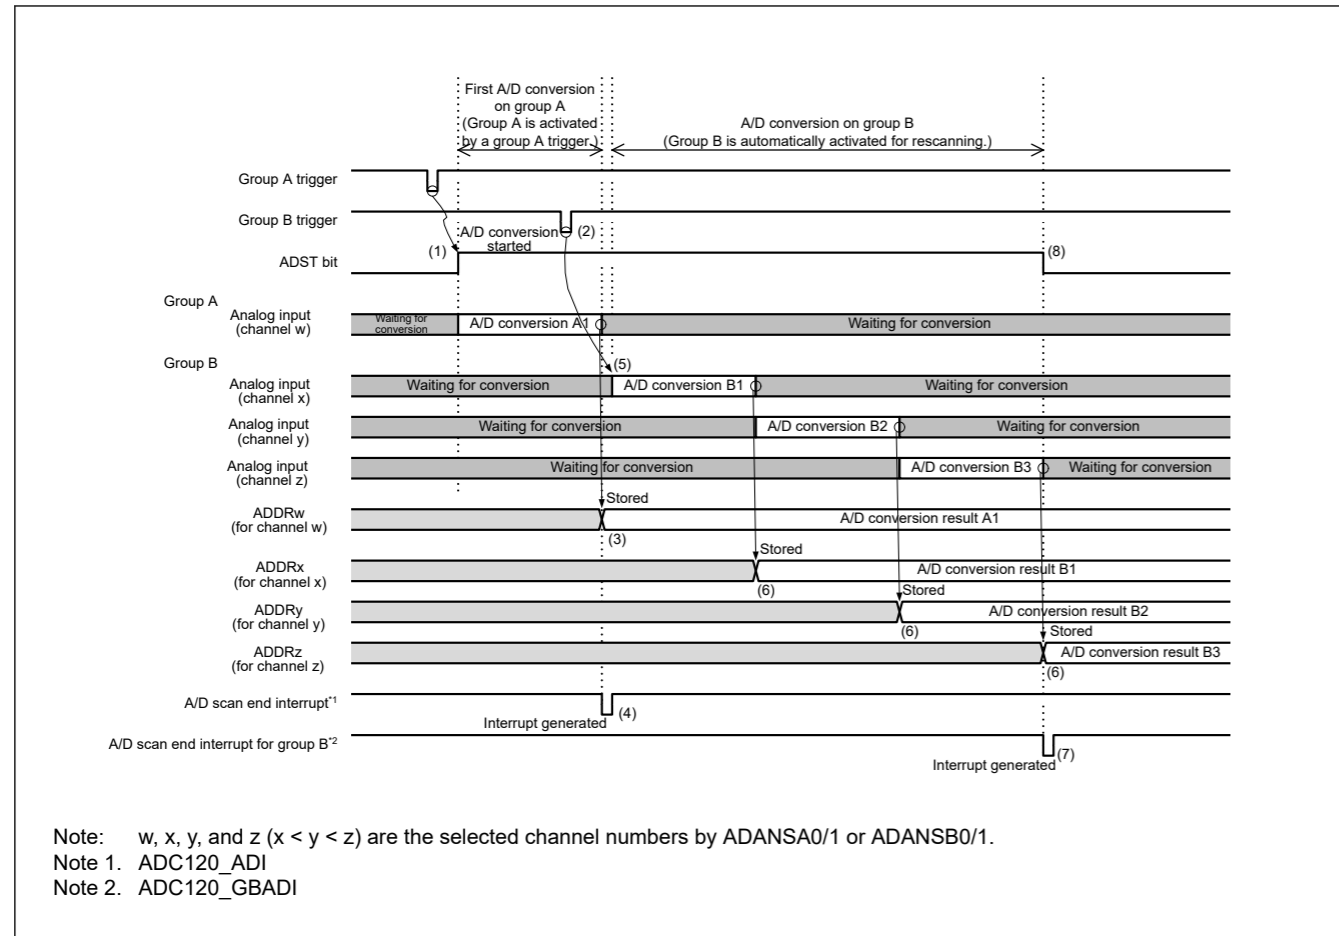 First A/D conversion
on group A
(Group A is activated
by a group A trigger.)
A/D conversion on group B
(Group B is automatically activated for rescanning.)
Group A trigger
Group B trigger
A/D conversion
started
(2)
(1)
(8)
ADST bit
Group A
Analog input
(channel w)
Waiting for
conversion
A/D conversion A1
Waiting for conversion
Group B
(5)
Analog input
(channel x)
Waiting for conversion
A/D conversion B1
Waiting for conversion
Analog input
(channel y)
Waiting for conversion
A/D conversion B2
Waiting for conversion
Analog input
(channel z)
Waiting for conversion
A/D conversion B3
Waiting for conversion
Stored
ADDRw
(for channel w)
A/D conversion result A1
(3)
Stored
ADDRx
(for channel x)
A/D conversion result B1
(6)
Stored
ADDRy
(for channel y)
A/D conversion result B2
(6)
Stored
ADDRz
(for channel z)
A/D conversion result B3
(6)
A/D scan end interrupt*1
Interrupt generated
(4)
A/D scan end interrupt for group B*2
Interrupt generated
(7)
Note: w, x, y, and z (x < y < z) are the selected channel numbers by ADANSA0/1 or ADANSB0/1.
Note 1. ADC120_ADI
Note 2. ADC120_GBADI